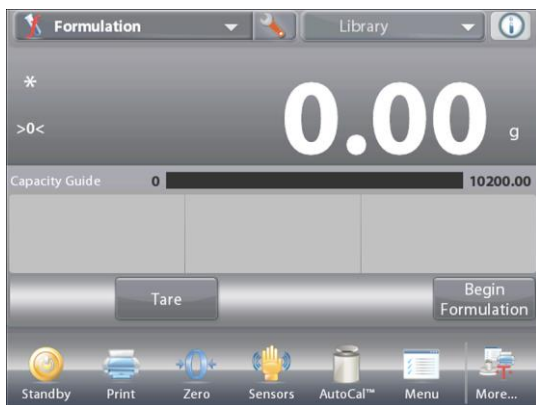 Formulation
Library
*
>0<
0.00 g
Capacity Guide 0 10200.00
Tare
Begin
Formulation
Standby Print Zero Sensors AutoCal™ Menu More...